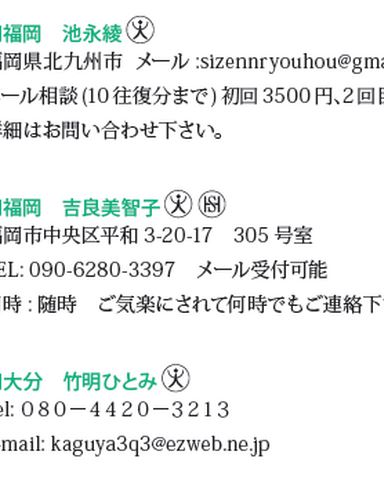 福岡　池永綾
岡県北九州市　メール :sizennryouhou@gma
ール相談 (10 往復分まで) 初回 3500 円、2 回目
細はお問い合わせ下さい。
福岡　吉良美智子
岡市中央区平和 3-20-17　305 号室
EL: 090-6280-3397　メール受付可能
時 : 随時　ご気楽にされて何時でもご連絡下
大分　竹明ひとみ
el: ０８０－４４２０－３２１３
mail: kaguya3q3@ezweb.ne.jp